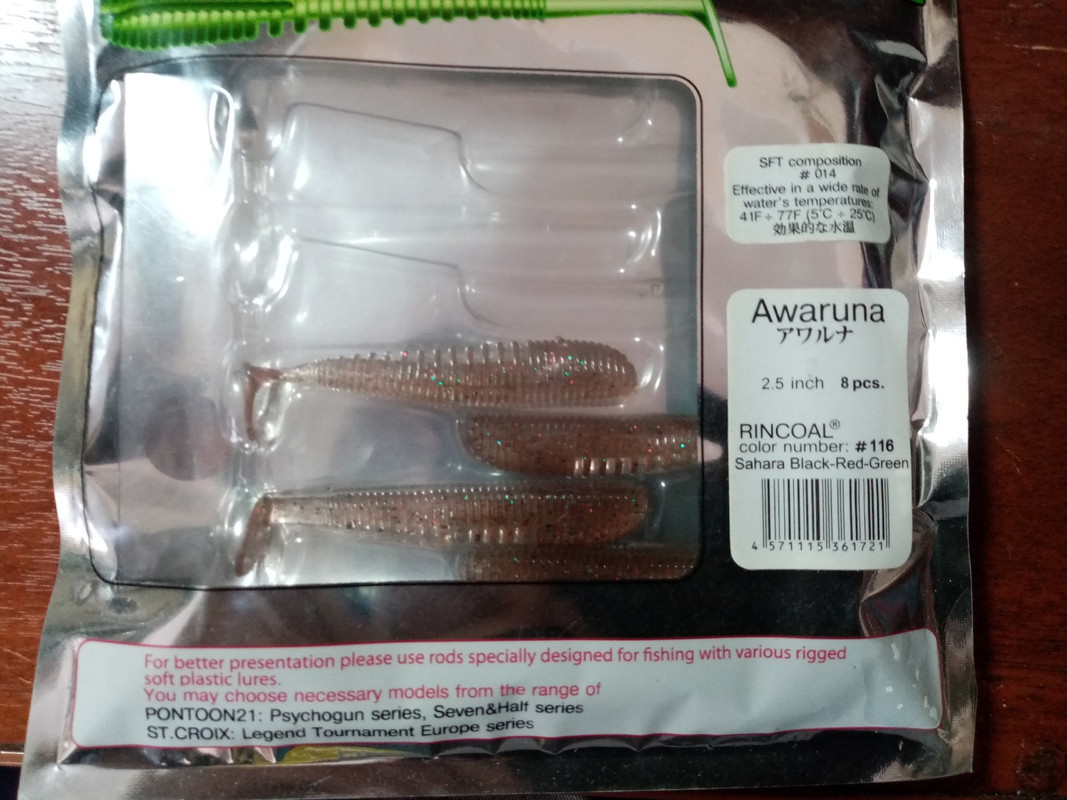 SFT composition
# 014
Effective in a wide rate of
water's temperatures:
41F ÷ 77F (5°C ÷ 25°C)
効果的な水温
Awaruna
アワルナ
2.5 inch 8 pcs.
RINCOAL®
color number: #116
Sahara Black-Red-Green
4 571115 361721
For better presentation please use rods specially designed for fishing with various rigged
soft plastic lures.
You may choose necessary models from the range of
PONTOON21: Psychogun series, Seven&Half series
ST.CROIX: Legend Tournament Europe series